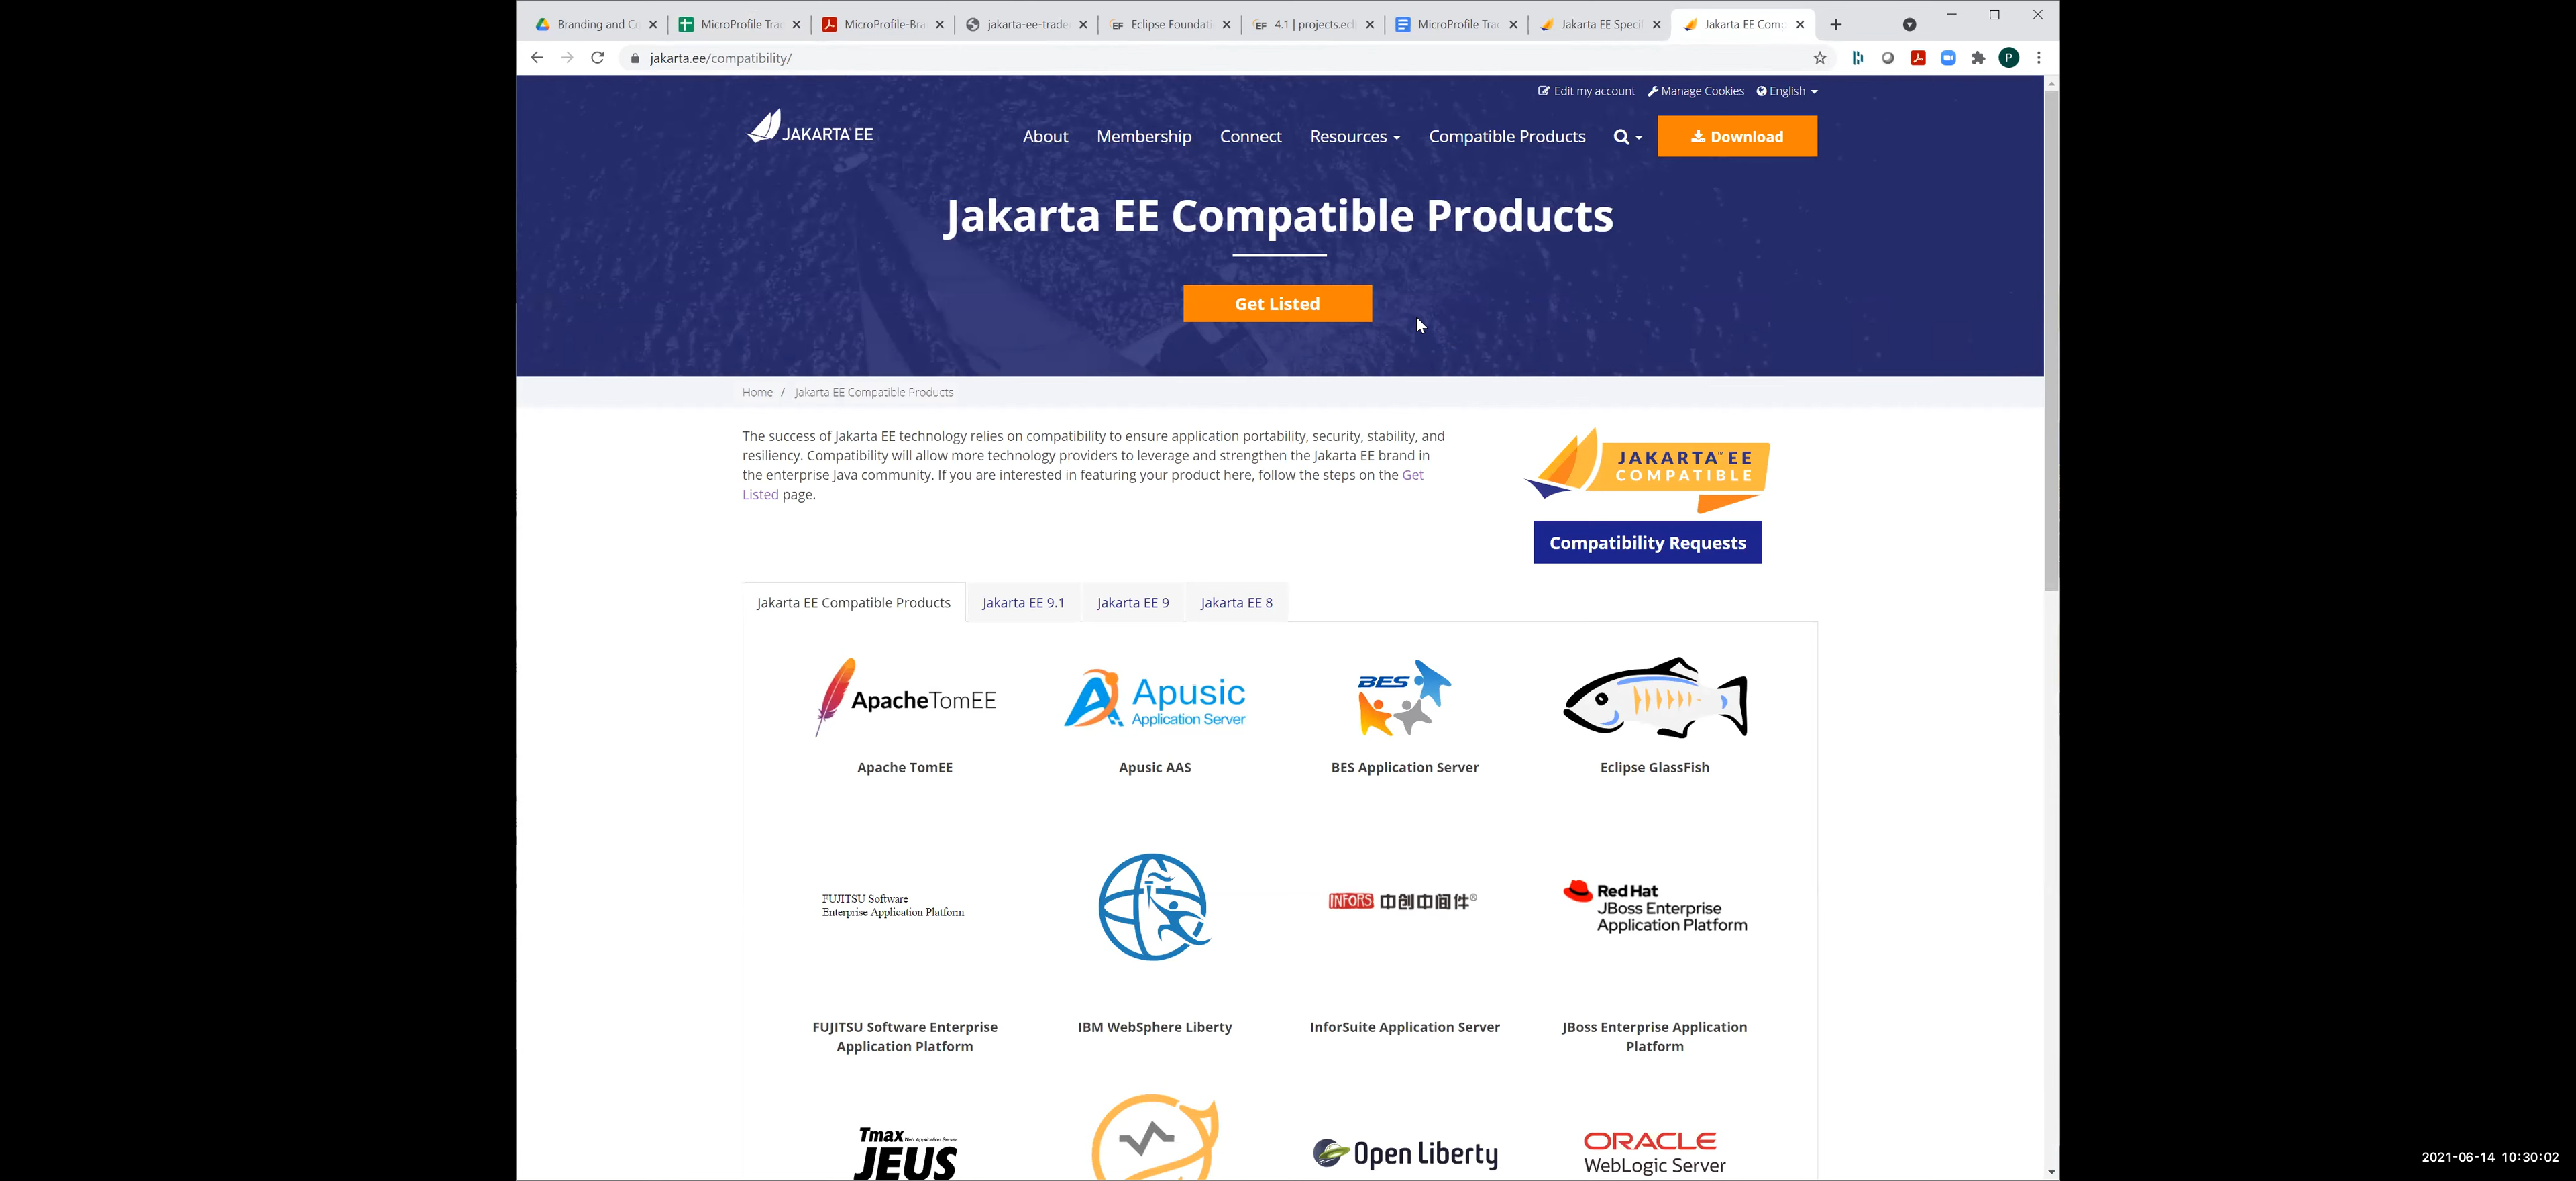 Branding and Co
MicroProfile Trac
MicroProfile-Bra
jakarta-ee-trade
Eclipse Foundati
4.1 | projects.ecli
MicroProfile Trac
Jakarta EE Specif
Jakarta EE Comp
jakarta.ee/compatibility/
P
Edit my account Manage Cookies English
JAKARTA EE
About Membership Connect Resources Compatible Products Download
Jakarta EE Compatible Products
Get Listed
Home / Jakarta EE Compatible Products
The success of Jakarta EE technology relies on compatibility to ensure application portability, security, stability, and
resiliency. Compatibility will allow more technology providers to leverage and strengthen the Jakarta EE brand in
the enterprise Java community. If you are interested in featuring your product here, follow the steps on the Get
Listed page.
JAKARTA™ EE
COMPATIBLE
Compatibility Requests
Jakarta EE Compatible Products Jakarta EE 9.1 Jakarta EE 9 Jakarta EE 8
ApacheTomEE
Apusic
Application Server
BES
Apache TomEE
Apusic AAS
BES Application Server
Eclipse GlassFish
FUJITSU Software
Enterprise Application Platform
INFORS 中创中间件®
Red Hat
JBoss Enterprise
Application Platform
FUJITSU Software Enterprise
Application Platform
IBM WebSphere Liberty
InforSuite Application Server
JBoss Enterprise Application
Platform
Tmax Web Application Server
JEUS
Open Liberty
ORACLE
WebLogic Server
2021-06-14 10:30:02